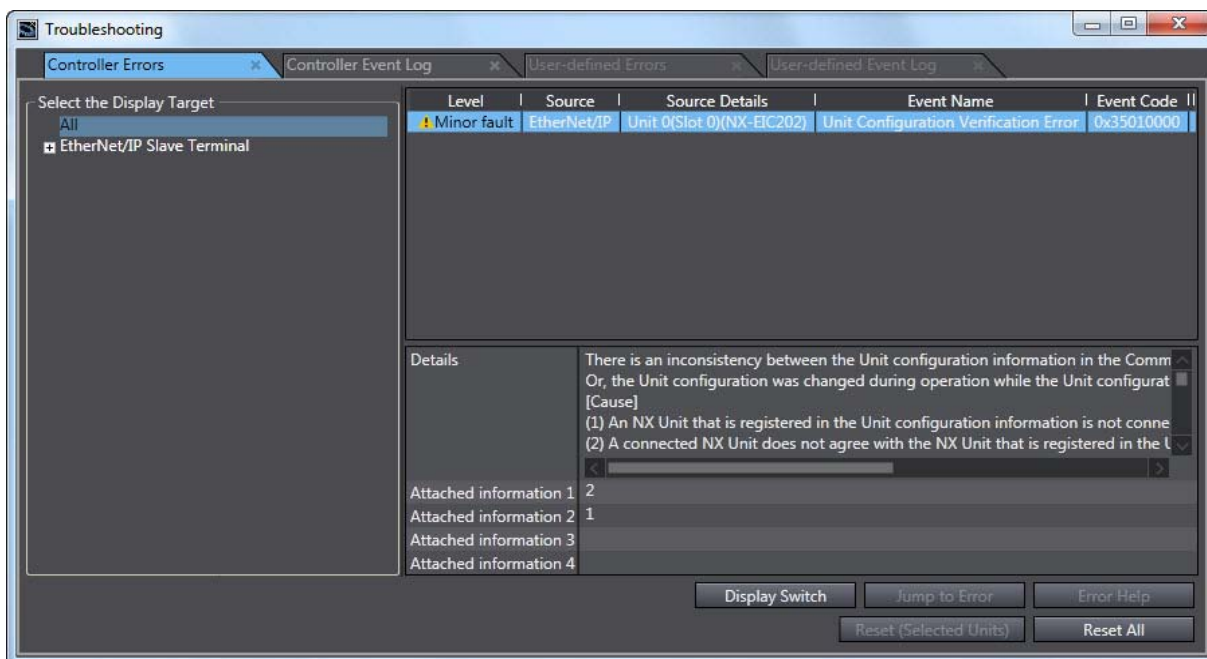 Troubleshooting
Controller Errors
Controller Event Log
User-defined Errors
User-defined Event Log
Select the Display Target
All
EtherNet/IP Slave Terminal
Level Source Source Details Event Name Event Code
Minor fault EtherNet/IP Unit 0(Slot 0)(NX-EIC202) Unit Configuration Verification Error 0x35010000
Details
There is an inconsistency between the Unit configuration information in the Comm
Or, the Unit configuration was changed during operation while the Unit configurat
[Cause]
(1) An NX Unit that is registered in the Unit configuration information is not conne
(2) A connected NX Unit does not agree with the NX Unit that is registered in the U
Attached information 1 2
Attached information 2 1
Attached information 3
Attached information 4
Display Switch Jump to Error Error Help
Reset (Selected Units) Reset All